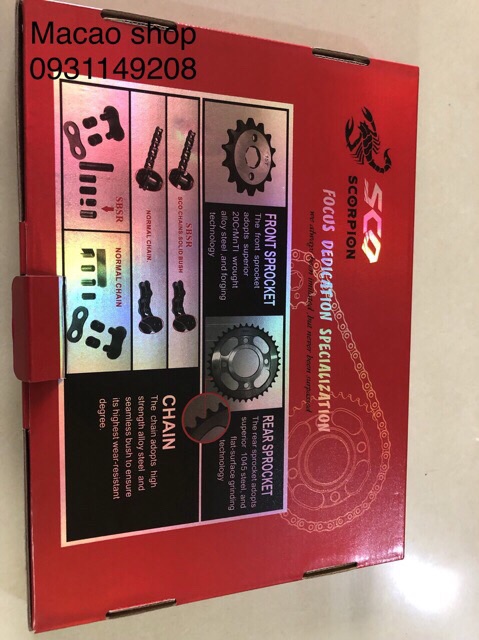 Macao shop
0931149208
SCO
SCORPION
FOCUS DEDICATION SPECIALIZATION
FRONT SPROCKET
The front sprocket
adopts superior
20CrMnTI wrought
alloy steel ,and forging
technology
REAR SPROCKET
The rear sprocket adopts
superior 1045 steel, and
flat-surface grinding
technology
SBSR
SCO CHAINS SOLID BUSH
NORMAL CHAIN
SBSR
NORMAL CHAIN
CHAIN
The chain adopts high
strength alloy steel and
seamless bush to ensure
its highest wear-resistant
degree.